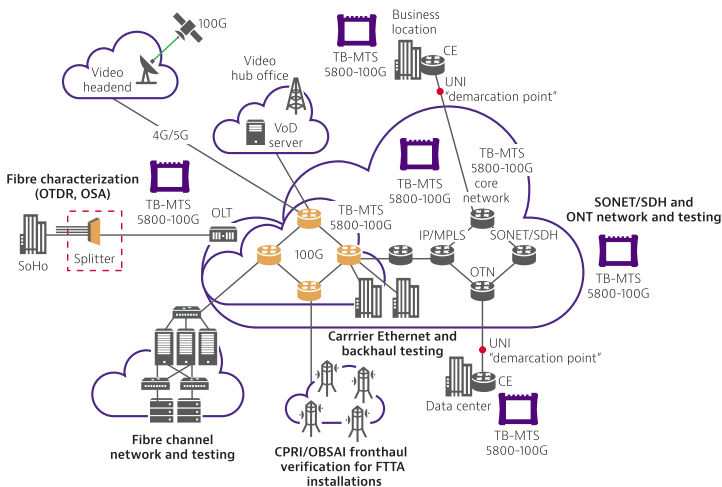 100G
Video
headend
Video
hub office
VoD
server
4G/5G
TB-MTS
5800-100G
Business
location
CE
UNI
“demarcation point”
Fibre characterization
(OTDR, OSA)
TB-MTS
5800-100G
OLT
SoHo
Splitter
TB-MTS
5800-100G
TB-MTS
5800-100G
TB-MTS
5800-100G
core
network
SONET/SDH and
ONT network and testing
TB-MTS
5800-100G
100G
IP/MPLS
SONET/SDH
OTN
Carrrier Ethernet and
backhaul testing
UNI
“demarcation point”
CE
Data center
TB-MTS
5800-100G
Fibre channel
network and testing
CPRI/OBSAI fronthaul
verification for FTTA
installations